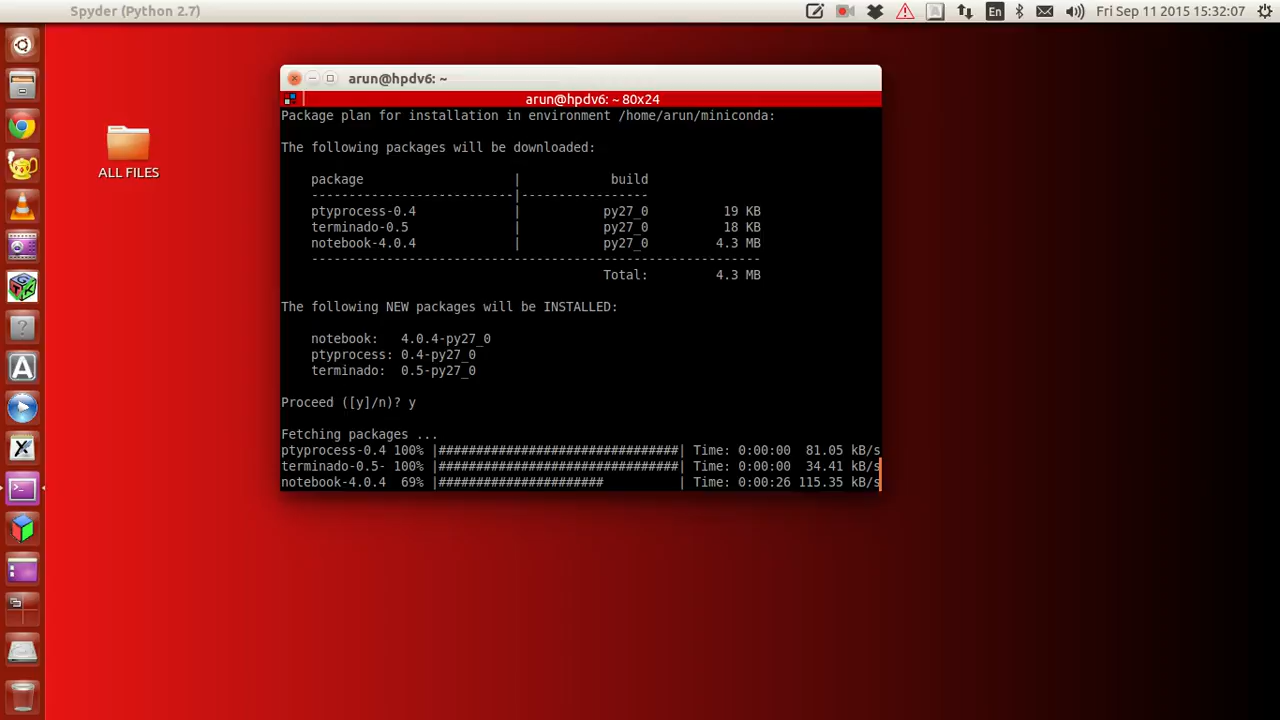 Spyder (Python 2.7)
En
Fri Sep 11 2015 15:32:07
ALL FILES
arun@hpdv6: ~
arun@hpdv6: ~ 80x24
Package plan for installation in environment /home/arun/miniconda:
The following packages will be downloaded:
package | build
---------------------------|-----------------
ptyprocess-0.4 | py27_0 19 KB
terminado-0.5 | py27_0 18 KB
notebook-4.0.4 | py27_0 4.3 MB
------------------------------------------------------------
Total: 4.3 MB
The following NEW packages will be INSTALLED:
notebook: 4.0.4-py27_0
ptyprocess: 0.4-py27_0
terminado: 0.5-py27_0
Proceed ([y]/n)? y
Fetching packages ...
ptyprocess-0.4 100% |################################| Time: 0:00:00 81.05 kB/s
terminado-0.5- 100% |################################| Time: 0:00:00 34.41 kB/s
notebook-4.0.4 69% |###################### | Time: 0:00:26 115.35 kB/s